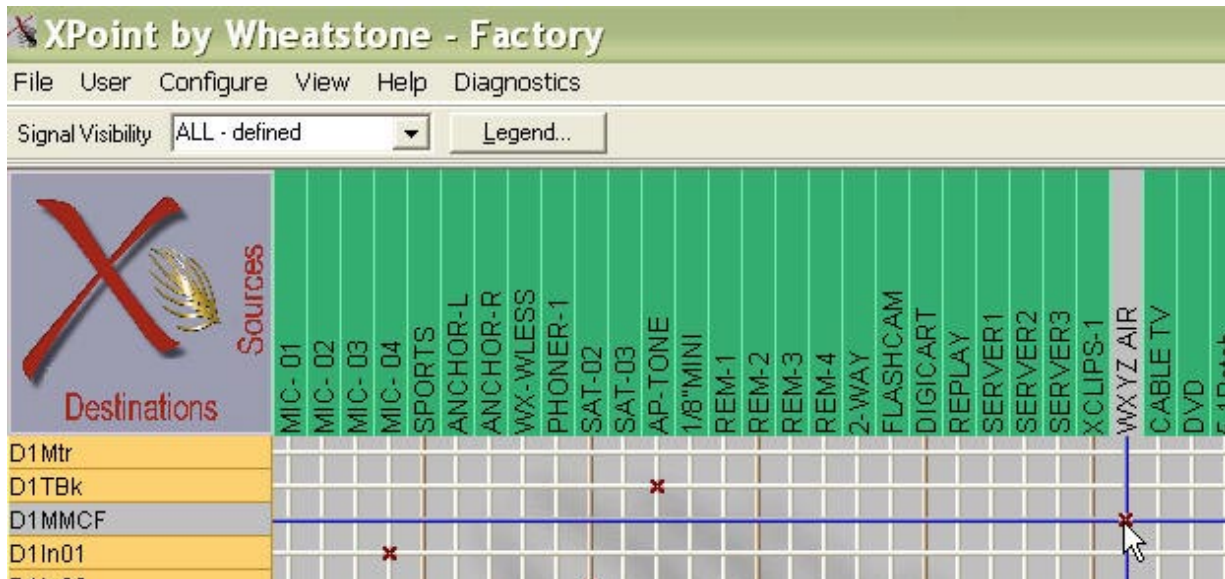 XPoint by Wheatstone - Factory
File User Configure View Help Diagnostics
Signal Visibility ALL - defined Legend...
Sources
Destinations
MIC- 01
MIC- 02
MIC- 03
MIC- 04
SPORTS
ANCHOR-L
ANCHOR-R
WX-WLESS
PHONER-1
SAT-02
SAT-03
AP-TONE
1/8"MINI
REM-1
REM-2
REM-3
REM-4
2-WAY
FLASHCAM
DIGICART
REPLAY
SERVER1
SERVER2
SERVER3
XCLIPS-1
WXYZ AIR
CABLE TV
DVD
D1Mtr
D1TBk
D1MMCF
D1In01